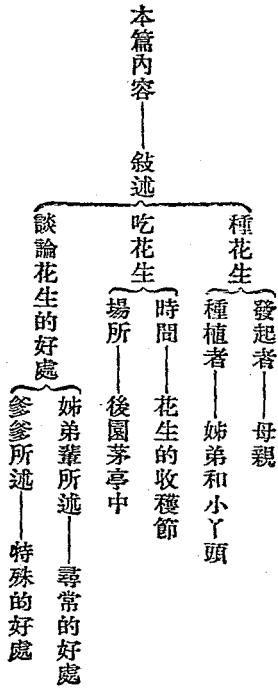 本篇內容——敍述
種花生
發起者——母親
種植者——姊弟和小丫頭
吃花生
時間——花生的收穫節
場所——後園茅亭中
談論花生的好處
姊弟輩所述——尋常的好處
爹爹所述——特殊的好處